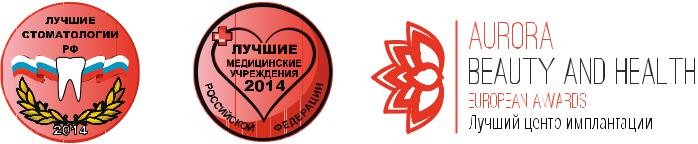 ЛУЧШИЕ
СТОМАТОЛОГИИ
РФ
2014
ЛУЧШИЕ
МЕДИЦИНСКИЕ
УЧРЕЖДЕНИЯ
2014
РОССИЙСКОЙ ФЕДЕРАЦИИ
AURORA
BEAUTY AND HEALTH
EUROPEAN AWARDS
Лучший центр имплантации